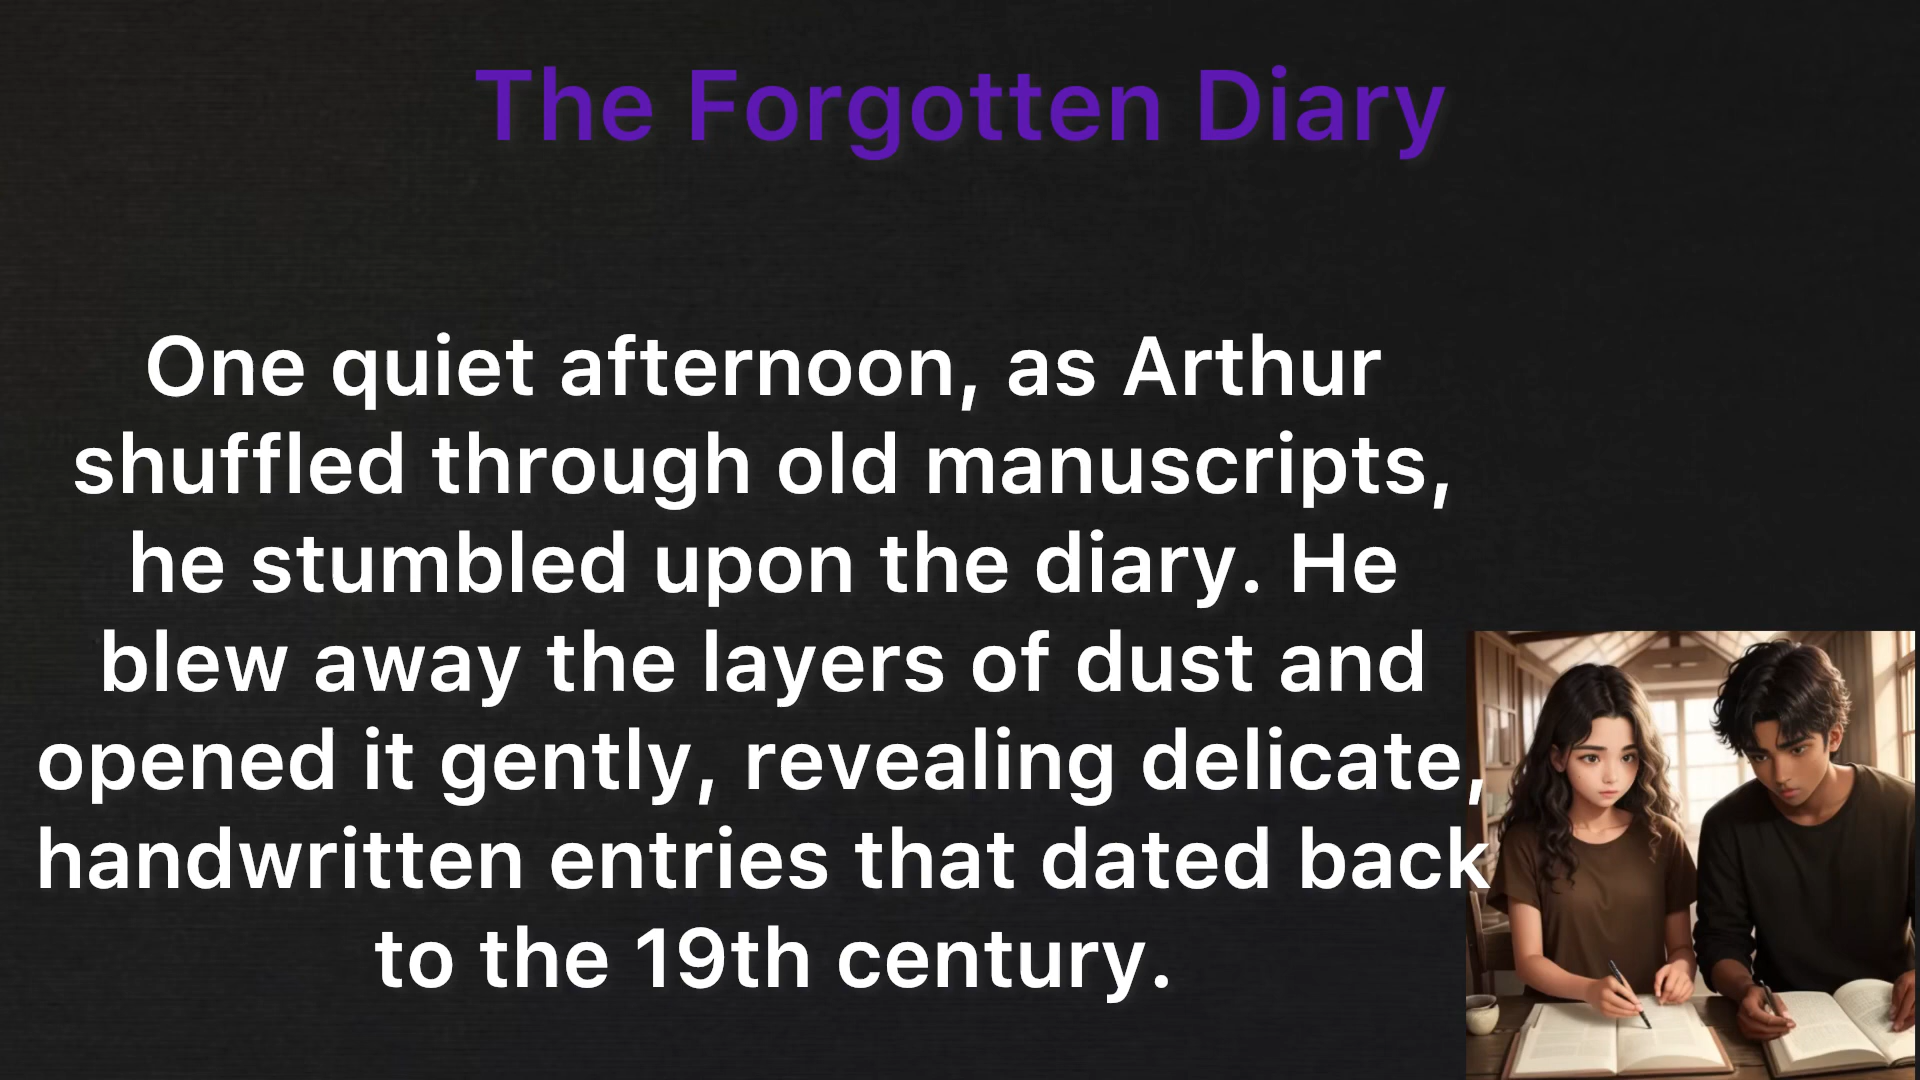 The Forgotten Diary
One quiet afternoon, as Arthur
shuffled through old manuscripts,
he stumbled upon the diary. He
blew away the layers of dust and
opened it gently, revealing delicate,
handwritten entries that dated back
to the 19th century.